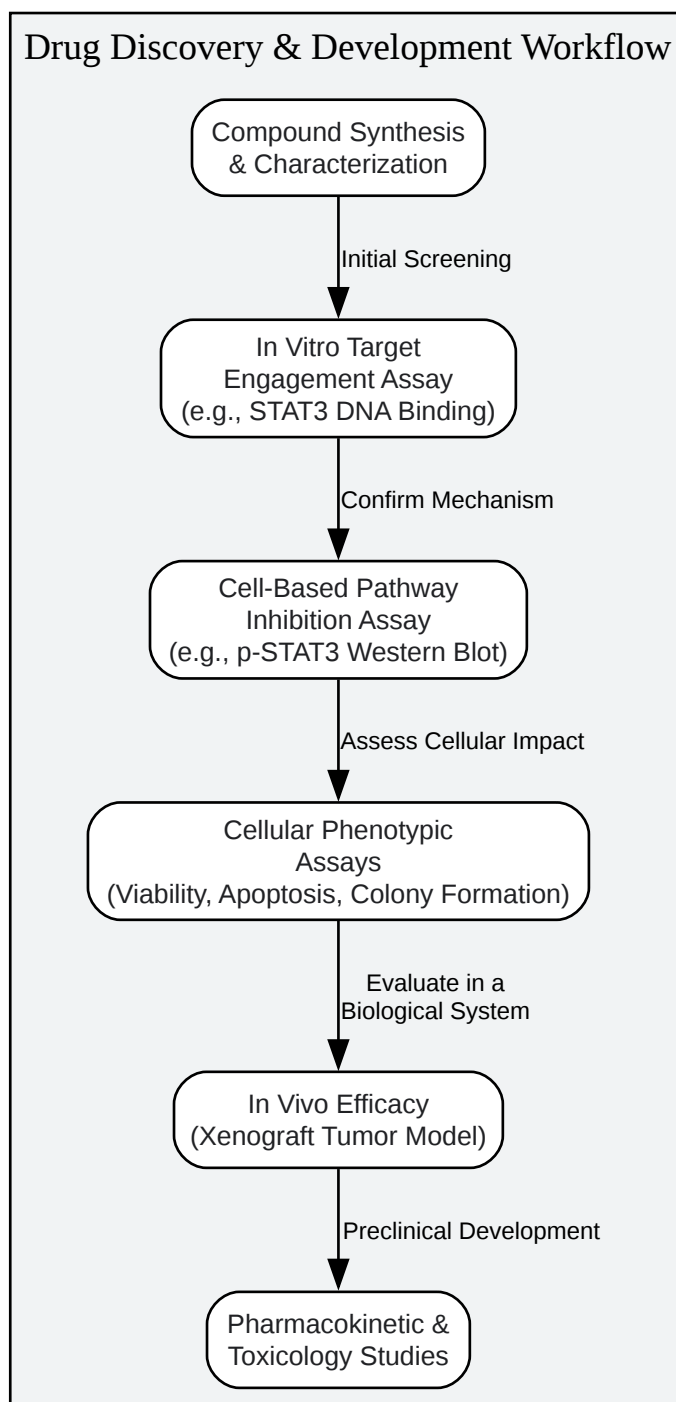 Drug Discovery & Development Workflow
Compound Synthesis
& Characterization
Initial Screening
In Vitro Target
Engagement Assay
(e.g., STAT3 DNA Binding)
Confirm Mechanism
Cell-Based Pathway
Inhibition Assay
(e.g., p-STAT3 Western Blot)
Assess Cellular Impact
Cellular Phenotypic
Assays
(Viability, Apoptosis, Colony Formation)
Evaluate in a
Biological System
In Vivo Efficacy
(Xenograft Tumor Model)
Preclinical Development
Pharmacokinetic &
Toxicology Studies